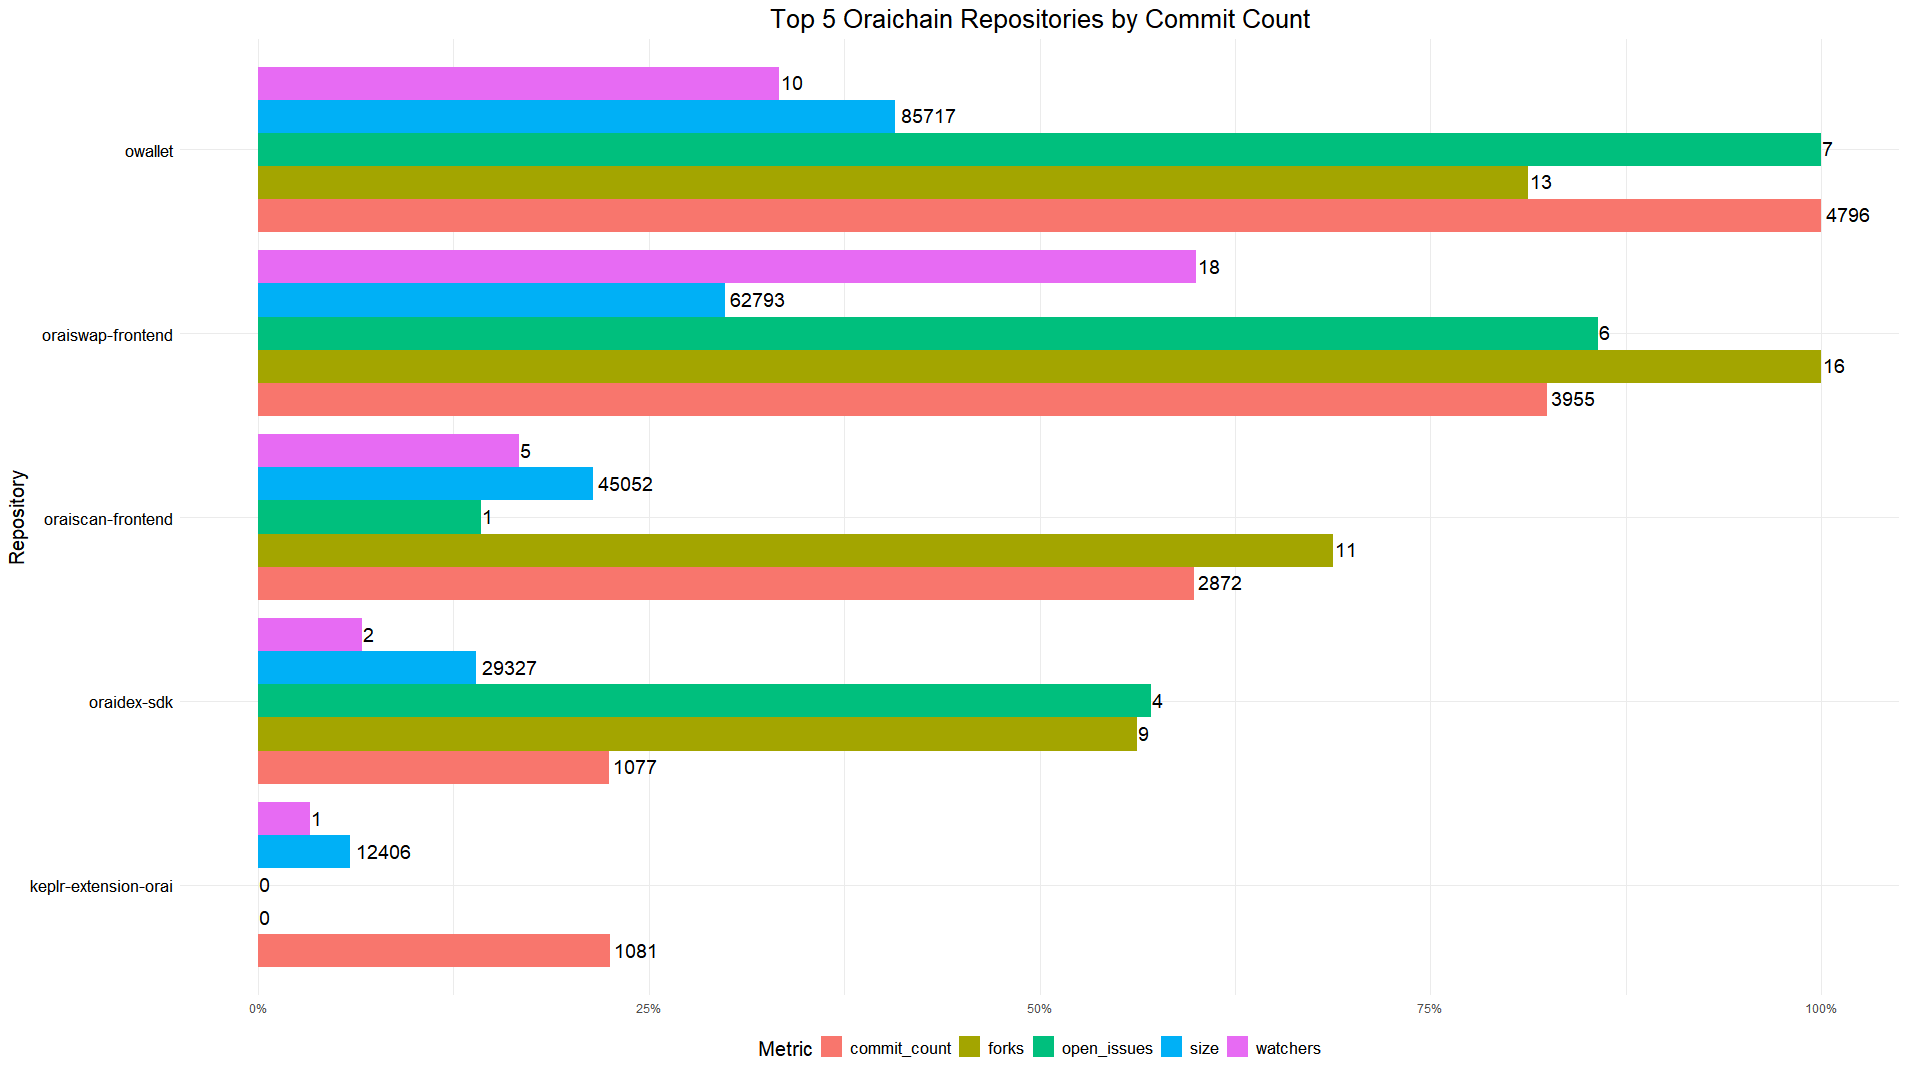 Top 5 Oraichain Repositories by Commit Count
Repository
owallet
10
85717
7
13
4796
oraiswap-frontend
18
62793
6
16
3955
oraiscan-frontend
5
45052
1
11
2872
oraidex-sdk
2
29327
4
9
1077
keplr-extension-orai
1
12406
0
0
1081
0% 25% 50% 75% 100%
Metric commit_count forks open_issues size watchers